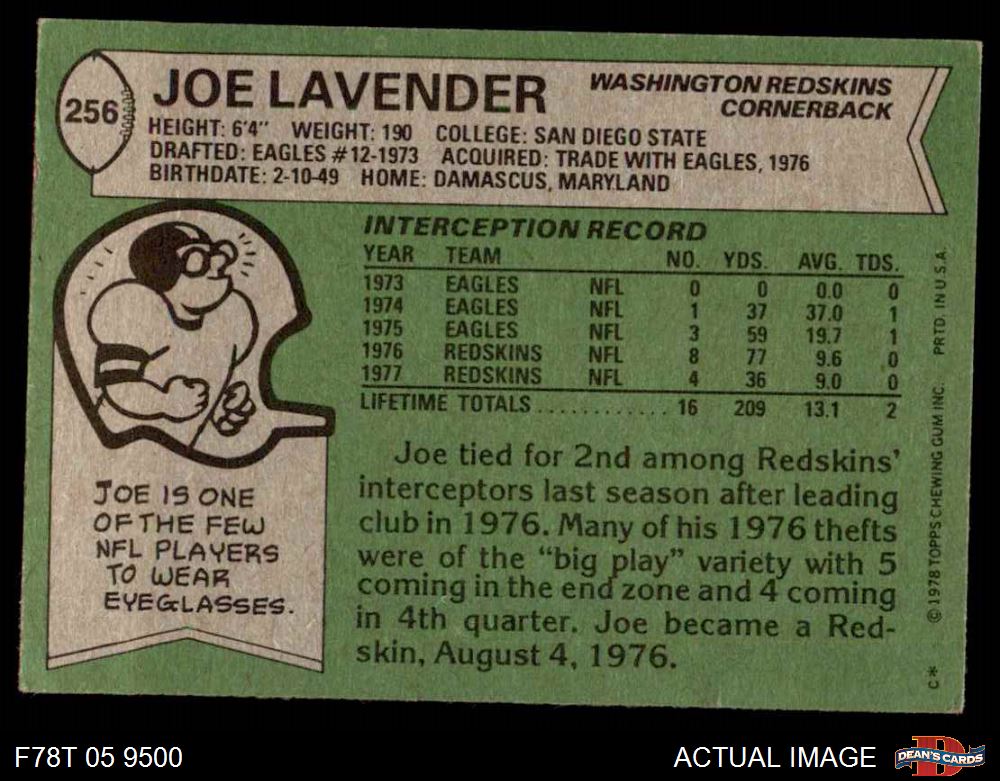 256
JOE LAVENDER
WASHINGTON REDSKINS
CORNERBACK
HEIGHT: 6'4" WEIGHT: 190 COLLEGE: SAN DIEGO STATE
DRAFTED: EAGLES #12-1973 ACQUIRED: TRADE WITH EAGLES, 1976
BIRTHDATE: 2-10-49 HOME: DAMASCUS, MARYLAND
INTERCEPTION RECORD
YEAR TEAM NO. YDS. AVG. TDS.
1973 EAGLES NFL 0 0 0.0 0
1974 EAGLES NFL 1 37 37.0 1
1975 EAGLES NFL 3 59 19.7 1
1976 REDSKINS NFL 8 77 9.6 0
1977 REDSKINS NFL 4 36 9.0 0
LIFETIME TOTALS............ 16 209 13.1 2
JOE IS ONE
OF THE FEW
NFL PLAYERS
TO WEAR
EYEGLASSES.
Joe tied for 2nd among Redskins'
interceptors last season after leading
club in 1976. Many of his 1976 thefts
were of the "big play" variety with 5
coming in the end zone and 4 coming
in 4th quarter. Joe became a Red-
skin, August 4, 1976.
C* © 1978 TOPPS CHEWING GUM INC. PRTD. IN U.S.A.
F78T 05 9500
ACTUAL IMAGE
D
DEAN'S CARDS